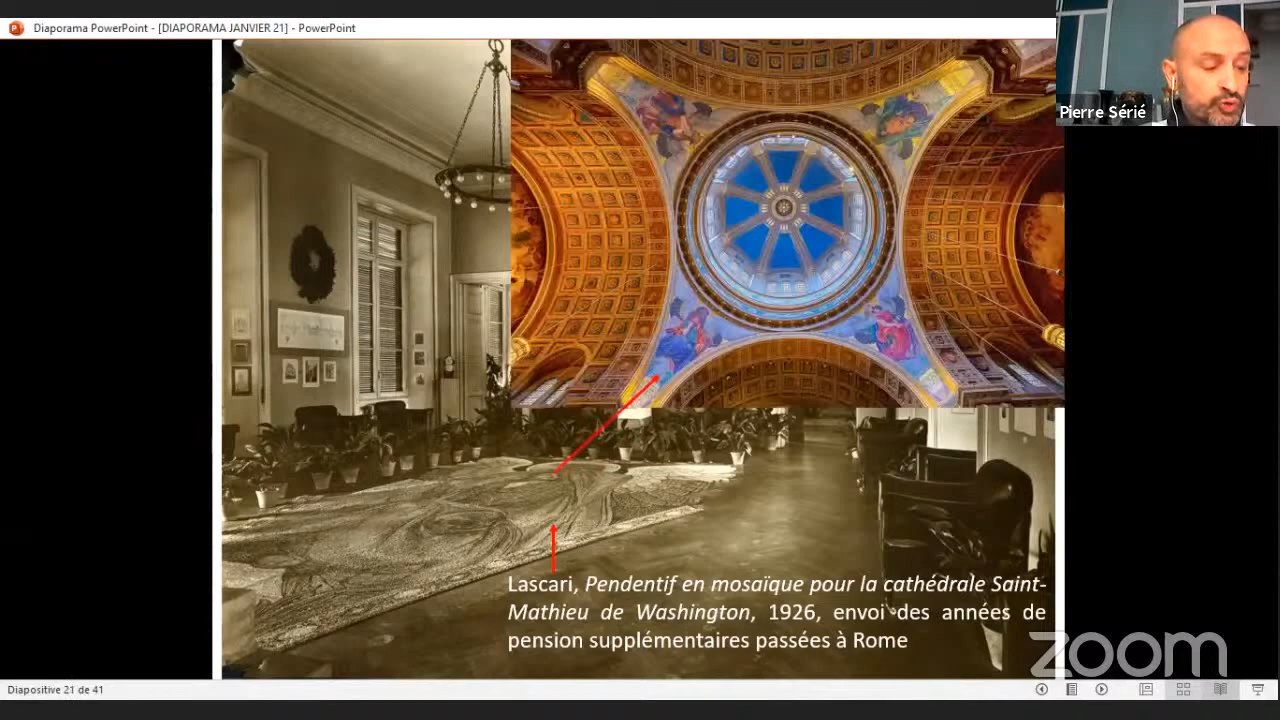 Diaporama PowerPoint - [DIAPORAMA JANVIER 21] - PowerPoint
Pierre Sérié
Lascari, Pendentif en mosaïque pour la cathédrale Saint-
Mathieu de Washington, 1926, envoi des années de
pension supplémentaires passées à Rome
zoom
Diapositive 21 de 41